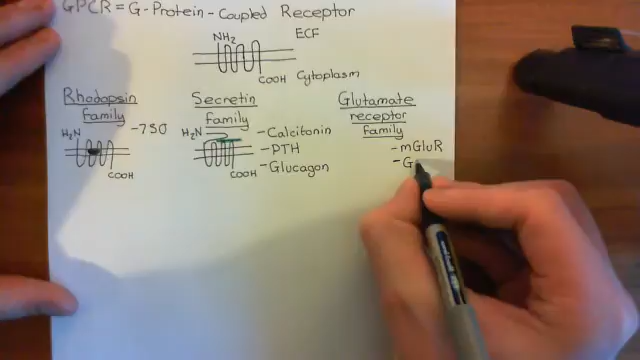 GPCR = G-Protein-Coupled Receptor
NH2
ECF
COOH
Cytoplasm
Rhodopsin
family
H2N
-750
COOH
Secretin
family
H2N
COOH
-Calcitonin
-PTH
-Glucagon
Glutamate
receptor
family
-mGluR
-G